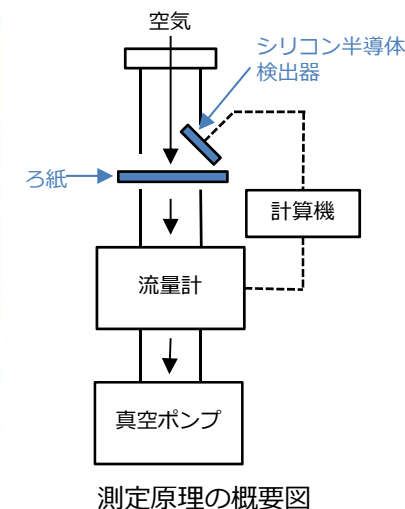 空気
シリコン半導体
検出器
ろ紙
計算機
流量計
真空ポンプ
測定原理の概要図